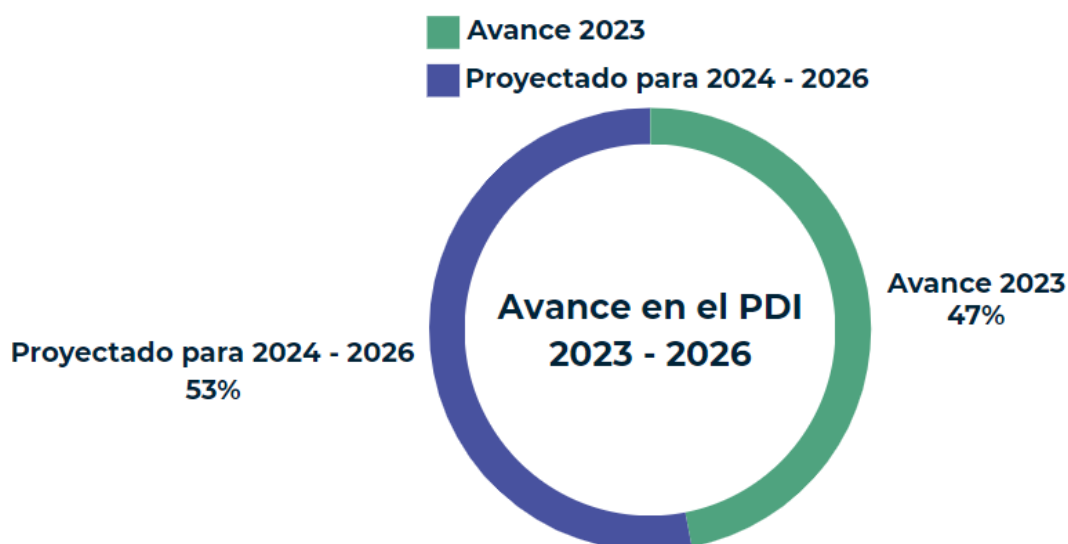 Avance 2023
Proyectado para 2024 - 2026
Avance en el PDI
2023 - 2026
Avance 2023
47%
Proyectado para 2024 - 2026
53%